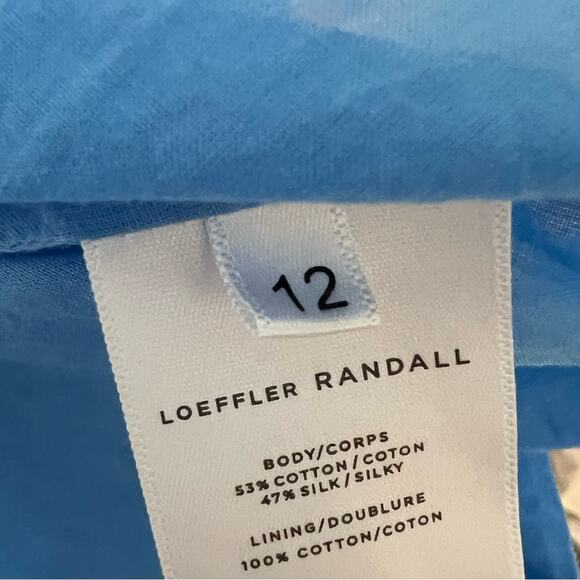 12
LOEFFLER RANDALL
BODY/CORPS
53% COTTON/COTON
47% SILK/SILKY
LINING/DOUBLURE
100% COTTON/COTON